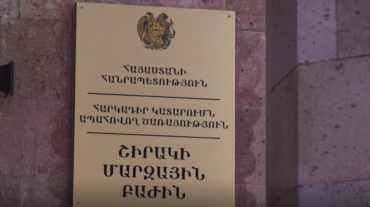 ՀԱՅԱՍՏԱՆԻ
ՀԱՆՐԱՊԵՏՈՒԹՅՈՒՆ
ՀԱՐԿԱԴԻՐ ԿԱՏԱՐՈՒՄՆ
ԱՊԱՀՈՎՈՂ ԾԱՌԱՅՈՒԹՅՈՒՆ
ՇԻՐԱԿԻ
ՄԱՐԶԱՅԻՆ
ԲԱԺԻՆ